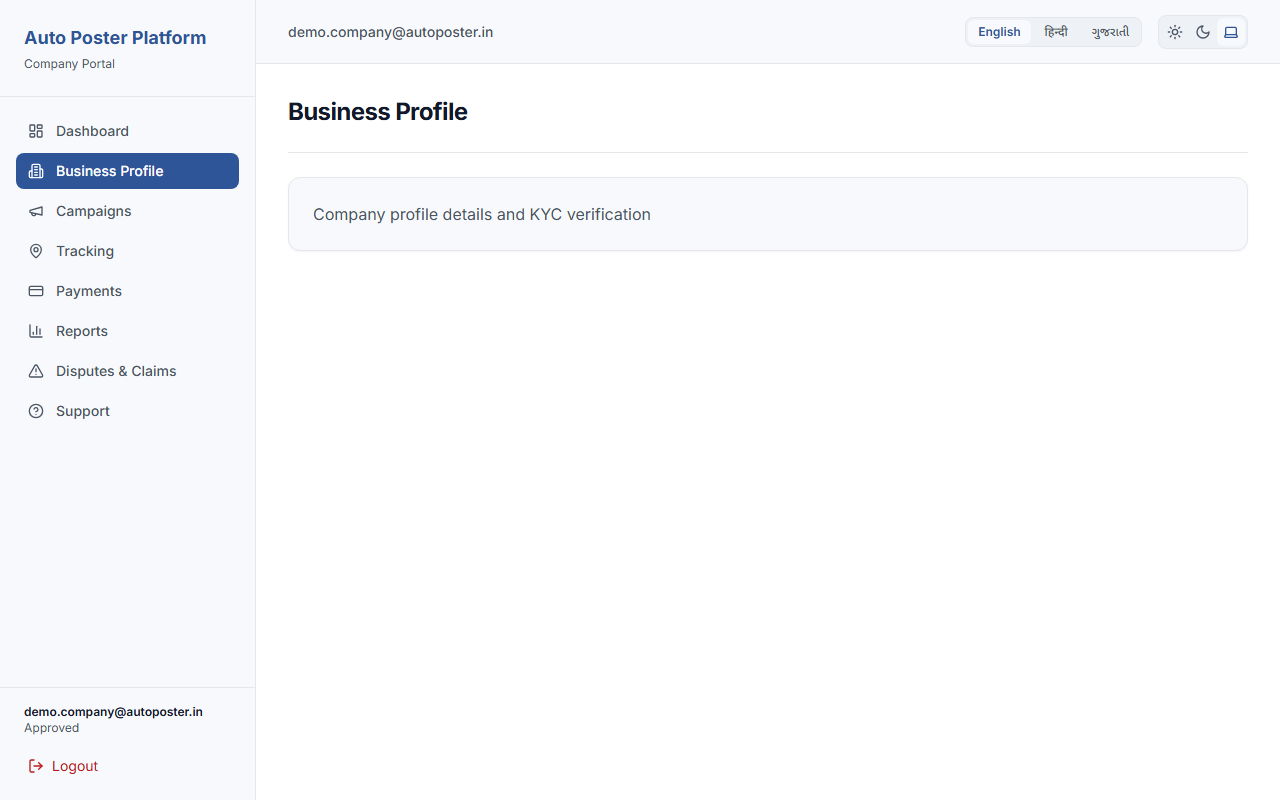 Auto Poster Platform
Company Portal
Dashboard
Business Profile
Campaigns
Tracking
Payments
Reports
Disputes & Claims
Support
demo.company@autoposter.in
Approved
Logout
demo.company@autoposter.in
English
हिन्दी
ગુજરાતી
Business Profile
Company profile details and KYC verification